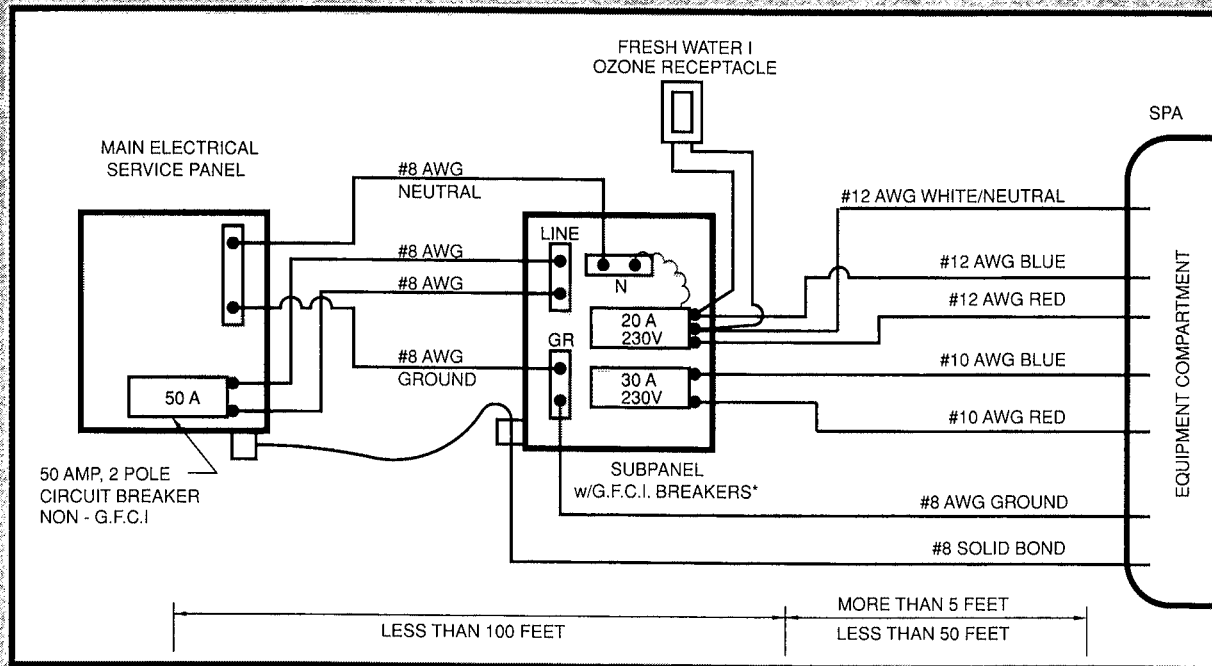 FRESH WATER I
OZONE RECEPTACLE
SPA
MAIN ELECTRICAL
SERVICE PANEL
#8 AWG
NEUTRAL
#12 AWG WHITE/NEUTRAL
LINE
#8 AWG
#12 AWG BLUE
#8 AWG
N
#12 AWG RED
20 A
230V
GR
#8 AWG
GROUND
#10 AWG BLUE
30 A
230V
50 A
#10 AWG RED
EQUIPMENT COMPARTMENT
50 AMP, 2 POLE
CIRCUIT BREAKER
NON - G.F.C.I
SUBPANEL
w/G.F.C.I. BREAKERS*
#8 AWG GROUND
#8 SOLID BOND
LESS THAN 100 FEET
MORE THAN 5 FEET
LESS THAN 50 FEET